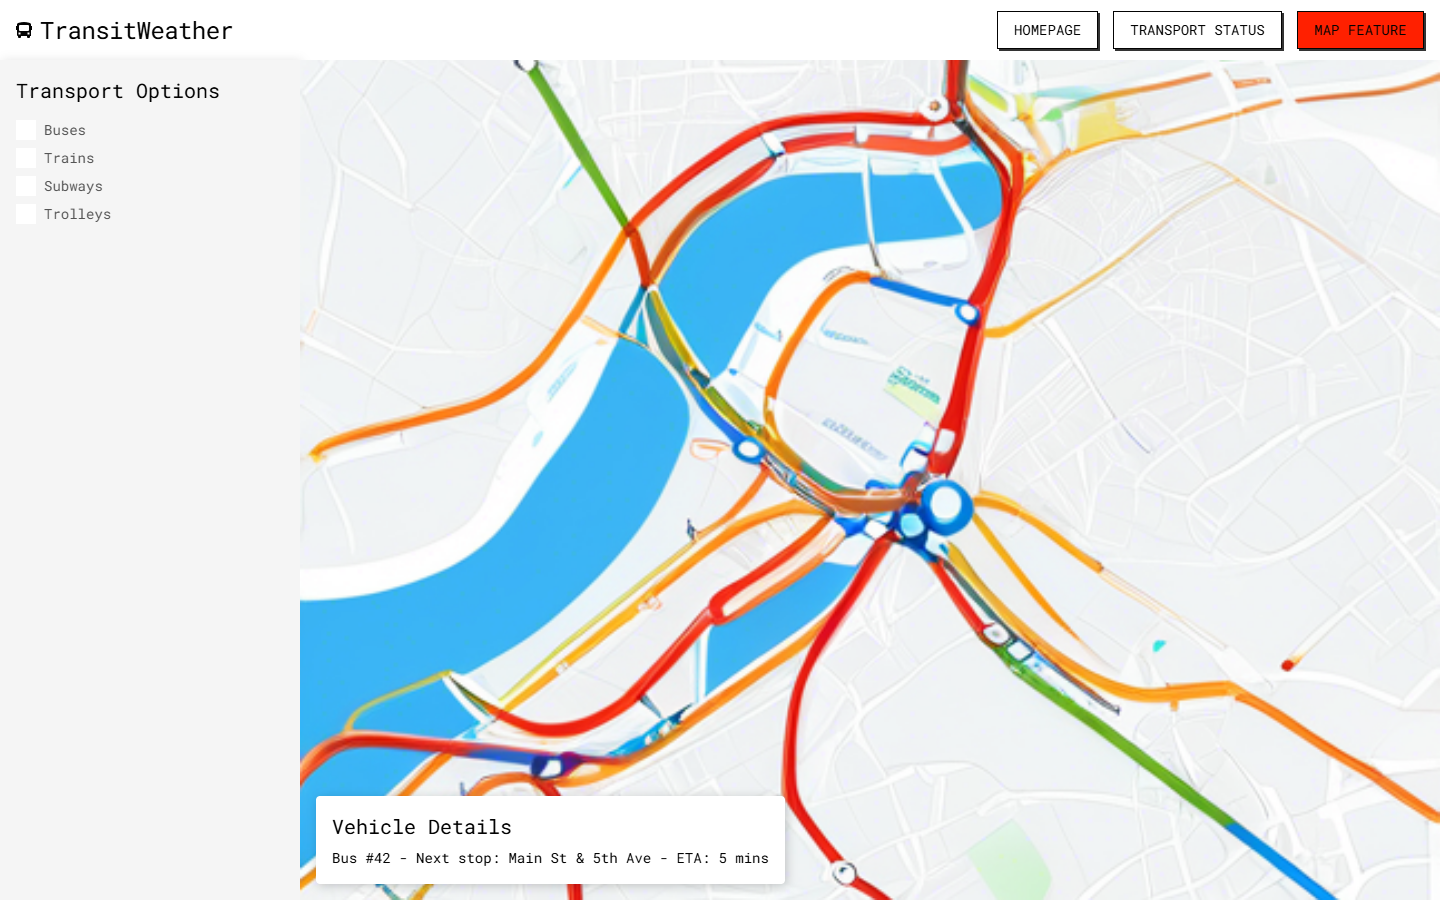 TransitWeather
HOMEPAGE
TRANSPORT STATUS
MAP FEATURE
Transport Options
Buses
Trains
Subways
Trolleys
Vehicle Details
Bus #42 - Next stop: Main St & 5th Ave - ETA: 5 mins